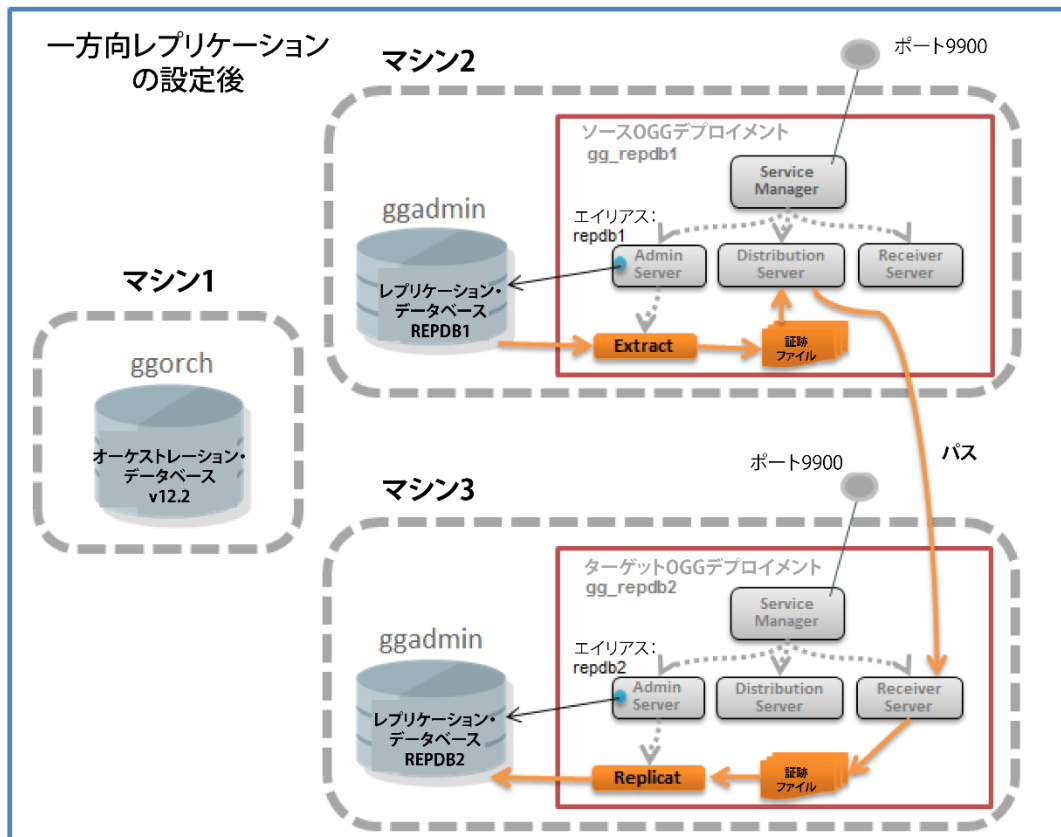 一方向レプリケーション
の設定後
マシン2
ポート9900
ソースOGGデプロイメント
gg_repdb1
Service
Manager
ggadmin
エイリアス：
repdb1
Admin
Server
Distribution
Server
Receiver
Server
レプリケーション・
データベース
REPDB1
Extract
証跡
ファイル
マシン1
ggorch
オーケストレーション・
データベース
v12.2
パス
マシン3
ポート9900
ターゲットOGGデプロイメント
gg_repdb2
Service
Manager
ggadmin
エイリアス：
repdb2
Admin
Server
Distribution
Server
Receiver
Server
レプリケーション・
データベース
REPDB2
Replicat
証跡
ファイル